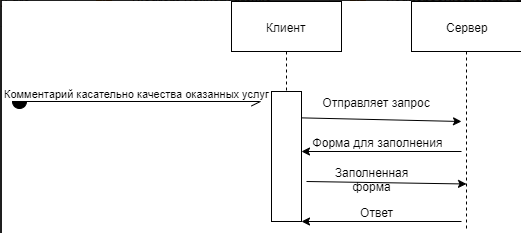 Клиент
Сервер
Комментарий касательно качества оказанных услуг
Отправляет запрос
Форма для заполнения
Заполненная
форма
Ответ